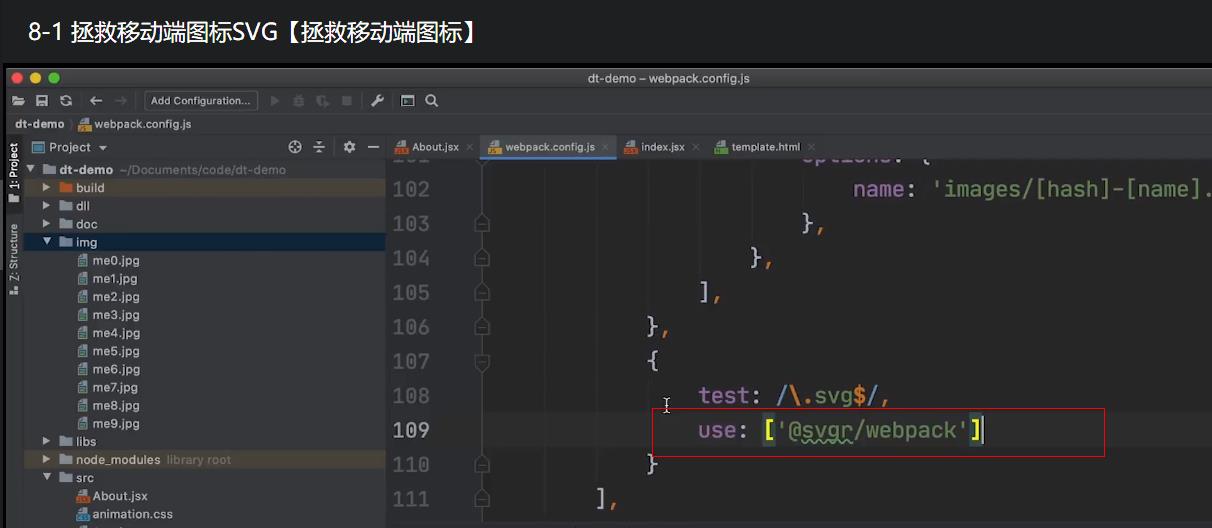 8-1 拯救移动端图标SVG【拯救移动端图标】
dt-demo – webpack.config.js
Add Configuration...
dt-demo
webpack.config.js
1: Project
Z: Structure
Project
About.jsx
webpack.config.js
index.jsx
template.html
dt-demo ~/Documents/code/dt-demo
build
dll
doc
img
me0.jpg
me1.jpg
me2.jpg
me3.jpg
me4.jpg
me5.jpg
me6.jpg
me7.jpg
me8.jpg
me9.jpg
libs
node_modules library root
src
About.jsx
animation.css
101 options: {
102 name: 'images/[hash]-[name].
103 },
104 },
105 ],
106 },
107 {
108 test: /\.svg$/,
109 use: ['@svgr/webpack']
110 }
111 ],